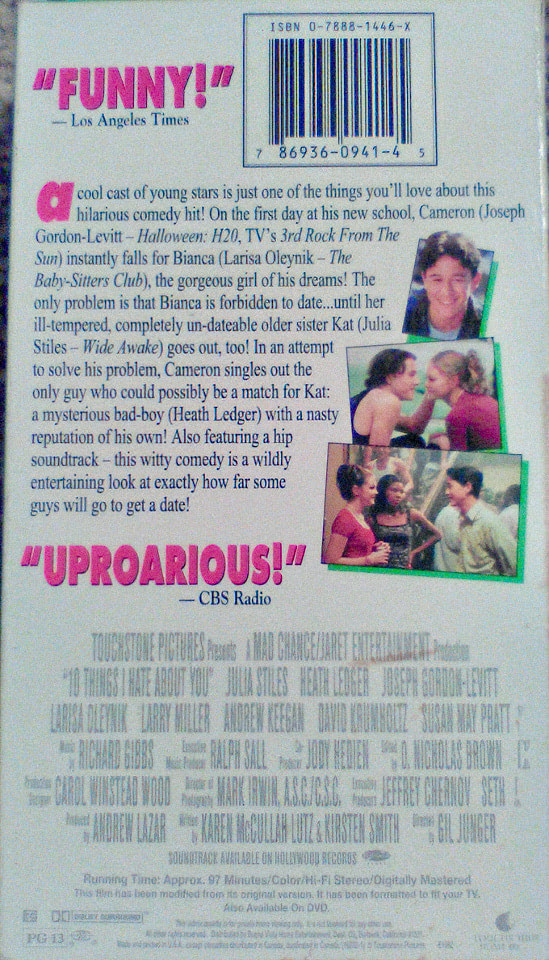 ISBN 0-7888-1446-X
7 86936-0941-4 5
"FUNNY!"
— Los Angeles Times
a cool cast of young stars is just one of the things you'll love about this
hilarious comedy hit! On the first day at his new school, Cameron (Joseph
Gordon-Levitt – Halloween: H20, TV's 3rd Rock From The
Sun) instantly falls for Bianca (Larisa Oleynik – The
Baby-Sitters Club), the gorgeous girl of his dreams! The
only problem is that Bianca is forbidden to date...until her
ill-tempered, completely un-dateable older sister Kat (Julia
Stiles – Wide Awake) goes out, too! In an attempt
to solve his problem, Cameron singles out the
only guy who could possibly be a match for Kat:
a mysterious bad-boy (Heath Ledger) with a nasty
reputation of his own! Also featuring a hip
soundtrack – this witty comedy is a wildly
entertaining look at exactly how far some
guys will go to get a date!
"UPROARIOUS!"
— CBS Radio
TOUCHSTONE PICTURES Presents A MAD CHANCE/JARET ENTERTAINMENT Production
"10 THINGS I HATE ABOUT YOU" JULIA STILES HEATH LEDGER JOSEPH GORDON-LEVITT
LARISA OLEYNIK LARRY MILLER ANDREW KEEGAN DAVID KRUMHOLTZ SUSAN MAY PRATT
Music by RICHARD GIBBS Executive Music Producer RALPH SALL Co-Producer JODY HEDIEN Edited by O. NICHOLAS BROWN
Production Designer CAROL WINSTEAD WOOD Director of Photography MARK IRWIN, A.S.C./C.S.C. Executive Producers JEFFREY CHERNOV SETH
Produced by ANDREW LAZAR Written by KAREN McCULLAH LUTZ & KIRSTEN SMITH Directed by GIL JUNGER
SOUNDTRACK AVAILABLE ON HOLLYWOOD RECORDS
Running Time: Approx. 97 Minutes/Color/Hi-Fi Stereo/Digitally Mastered
This film has been modified from its original version. It has been formatted to fit your TV.
Also Available On DVD.
DOLBY SURROUND
PG 13